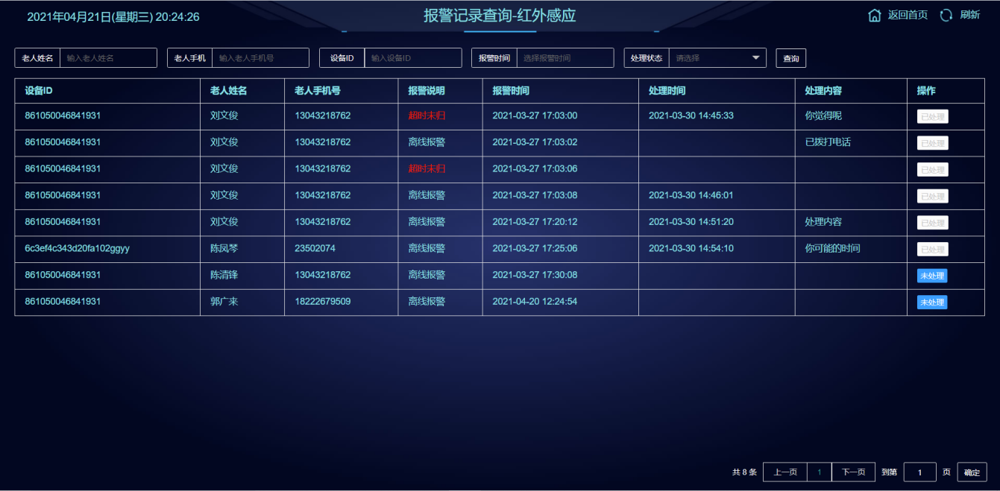 2021年04月21日(星期三) 20:24:26 报警记录查询-红外感应 返回首页 刷新
老人姓名 输入老人姓名 老人手机 输入老人手机号 设备ID 输入设备ID 报警时间 选择报警时间 处理状态 请选择 查询
设备ID 老人姓名 老人手机号 报警说明 报警时间 处理时间 处理内容 操作
861050046841931 刘文俊 13043218762 超时未归 2021-03-27 17:03:00 2021-03-30 14:45:33 你觉得呢 已处理
861050046841931 刘文俊 13043218762 离线报警 2021-03-27 17:03:02 已拨打电话 已处理
861050046841931 刘文俊 13043218762 超时未归 2021-03-27 17:03:06 已处理
861050046841931 刘文俊 13043218762 离线报警 2021-03-27 17:03:08 2021-03-30 14:46:01 已处理
861050046841931 刘文俊 13043218762 离线报警 2021-03-27 17:20:12 2021-03-30 14:51:20 处理内容 已处理
6c3ef4c343d20fa102ggyy 陈凤琴 23502074 离线报警 2021-03-27 17:25:06 2021-03-30 14:54:10 你可能的时间 已处理
861050046841931 陈清锋 13043218762 离线报警 2021-03-27 17:30:08 未处理
861050046841931 郭广来 18222679509 离线报警 2021-04-20 12:24:54 未处理
共 8 条 上一页 1 下一页 到第 1 页 确定